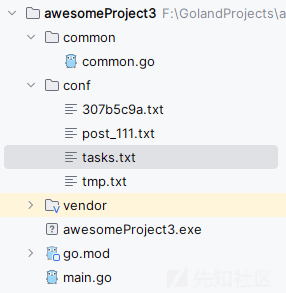 awesomeProject3 F:\GolandProjects\a
common
common.go
conf
307b5c9a.txt
post_111.txt
tasks.txt
tmp.txt
vendor
awesomeProject3.exe
go.mod
main.go
先知社区